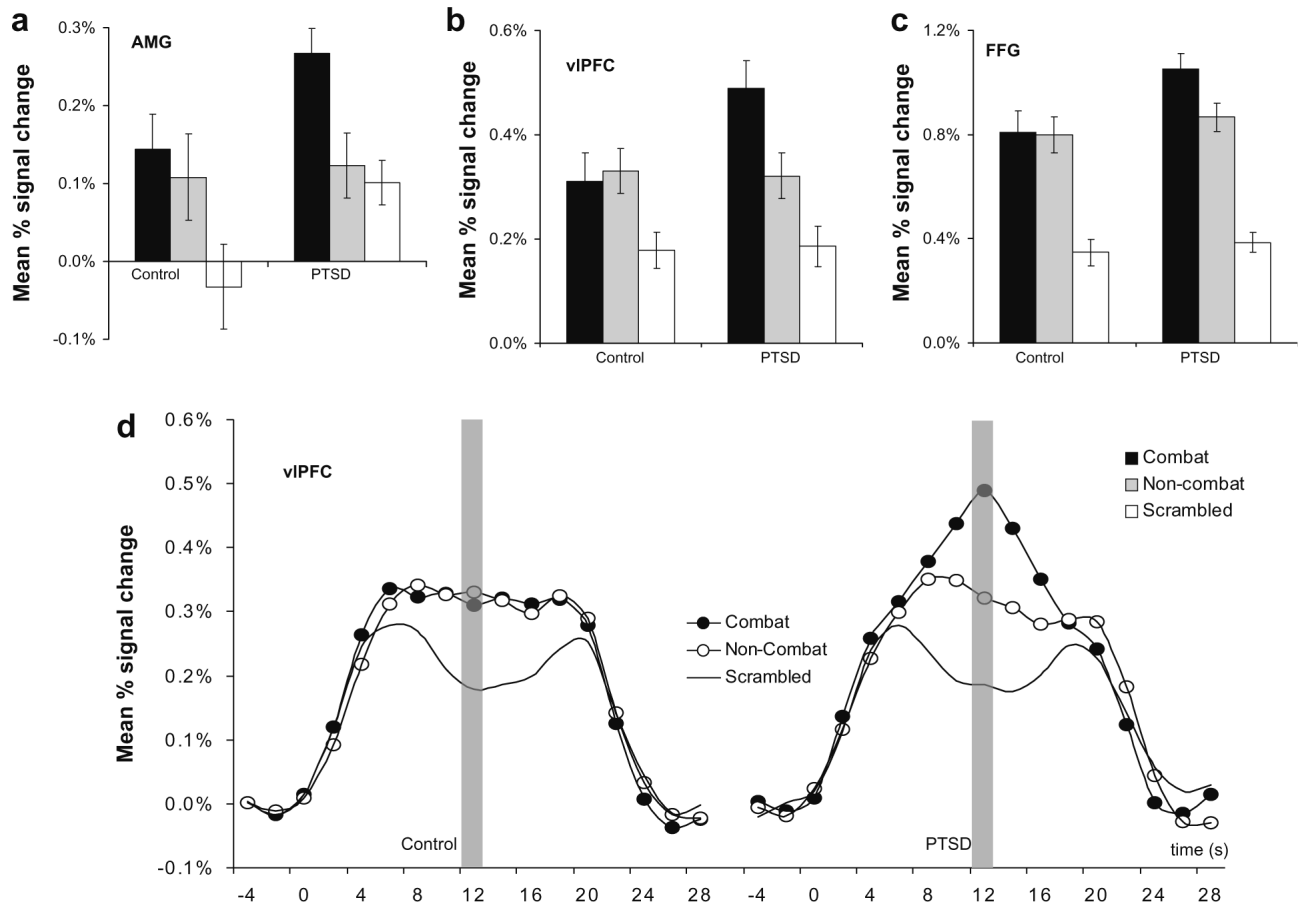 a
AMG
Mean % signal change
0.3%
0.2%
0.1%
0.0%
-0.1%
Control
PTSD
b
vlPFC
Mean % signal change
0.6%
0.4%
0.2%
0.0%
Control
PTSD
c
FFG
Mean % signal change
1.2%
0.8%
0.4%
0.0%
Control
PTSD
d
vlPFC
Mean % signal change
0.6%
0.5%
0.4%
0.3%
0.2%
0.1%
0.0%
-0.1%
Combat
Non-combat
Scrambled
Combat
Non-Combat
Scrambled
Control
PTSD
time (s)
-4 0 4 8 12 16 20 24 28 -4 0 4 8 12 16 20 24 28